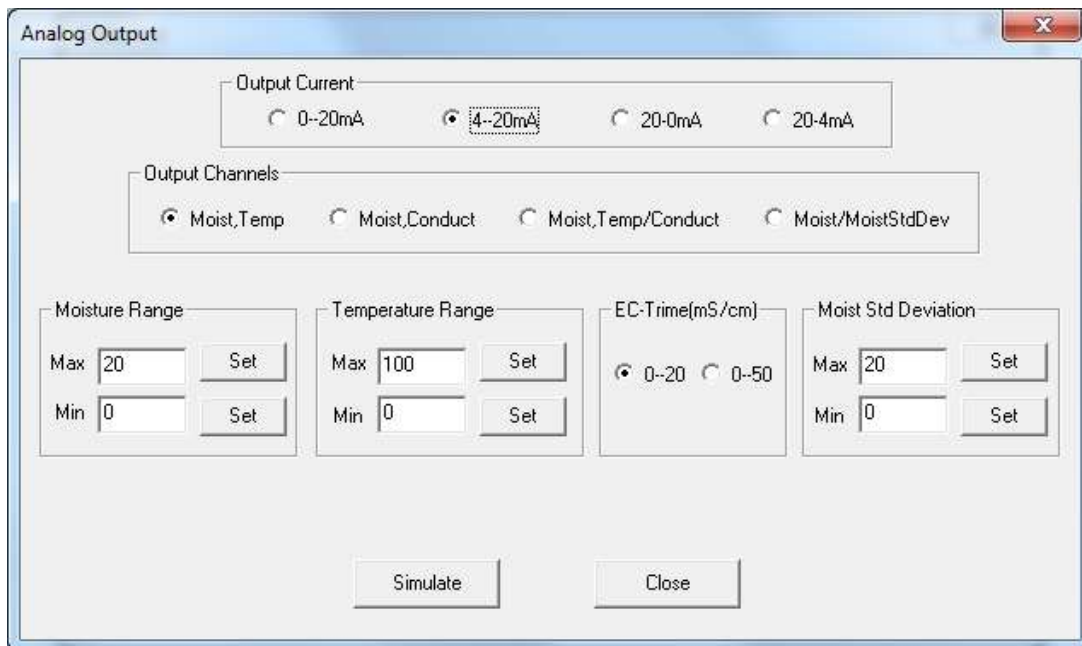 Analog Output
Output Current
0--20mA 4--20mA 20-0mA 20-4mA
Output Channels
Moist,Temp Moist,Conduct Moist,Temp/Conduct Moist/MoistStdDev
Moisture Range
Max 20 Set
Min 0 Set
Temperature Range
Max 100 Set
Min 0 Set
EC-Trime(mS/cm)
0--20 0--50
Moist Std Deviation
Max 20 Set
Min 0 Set
Simulate Close